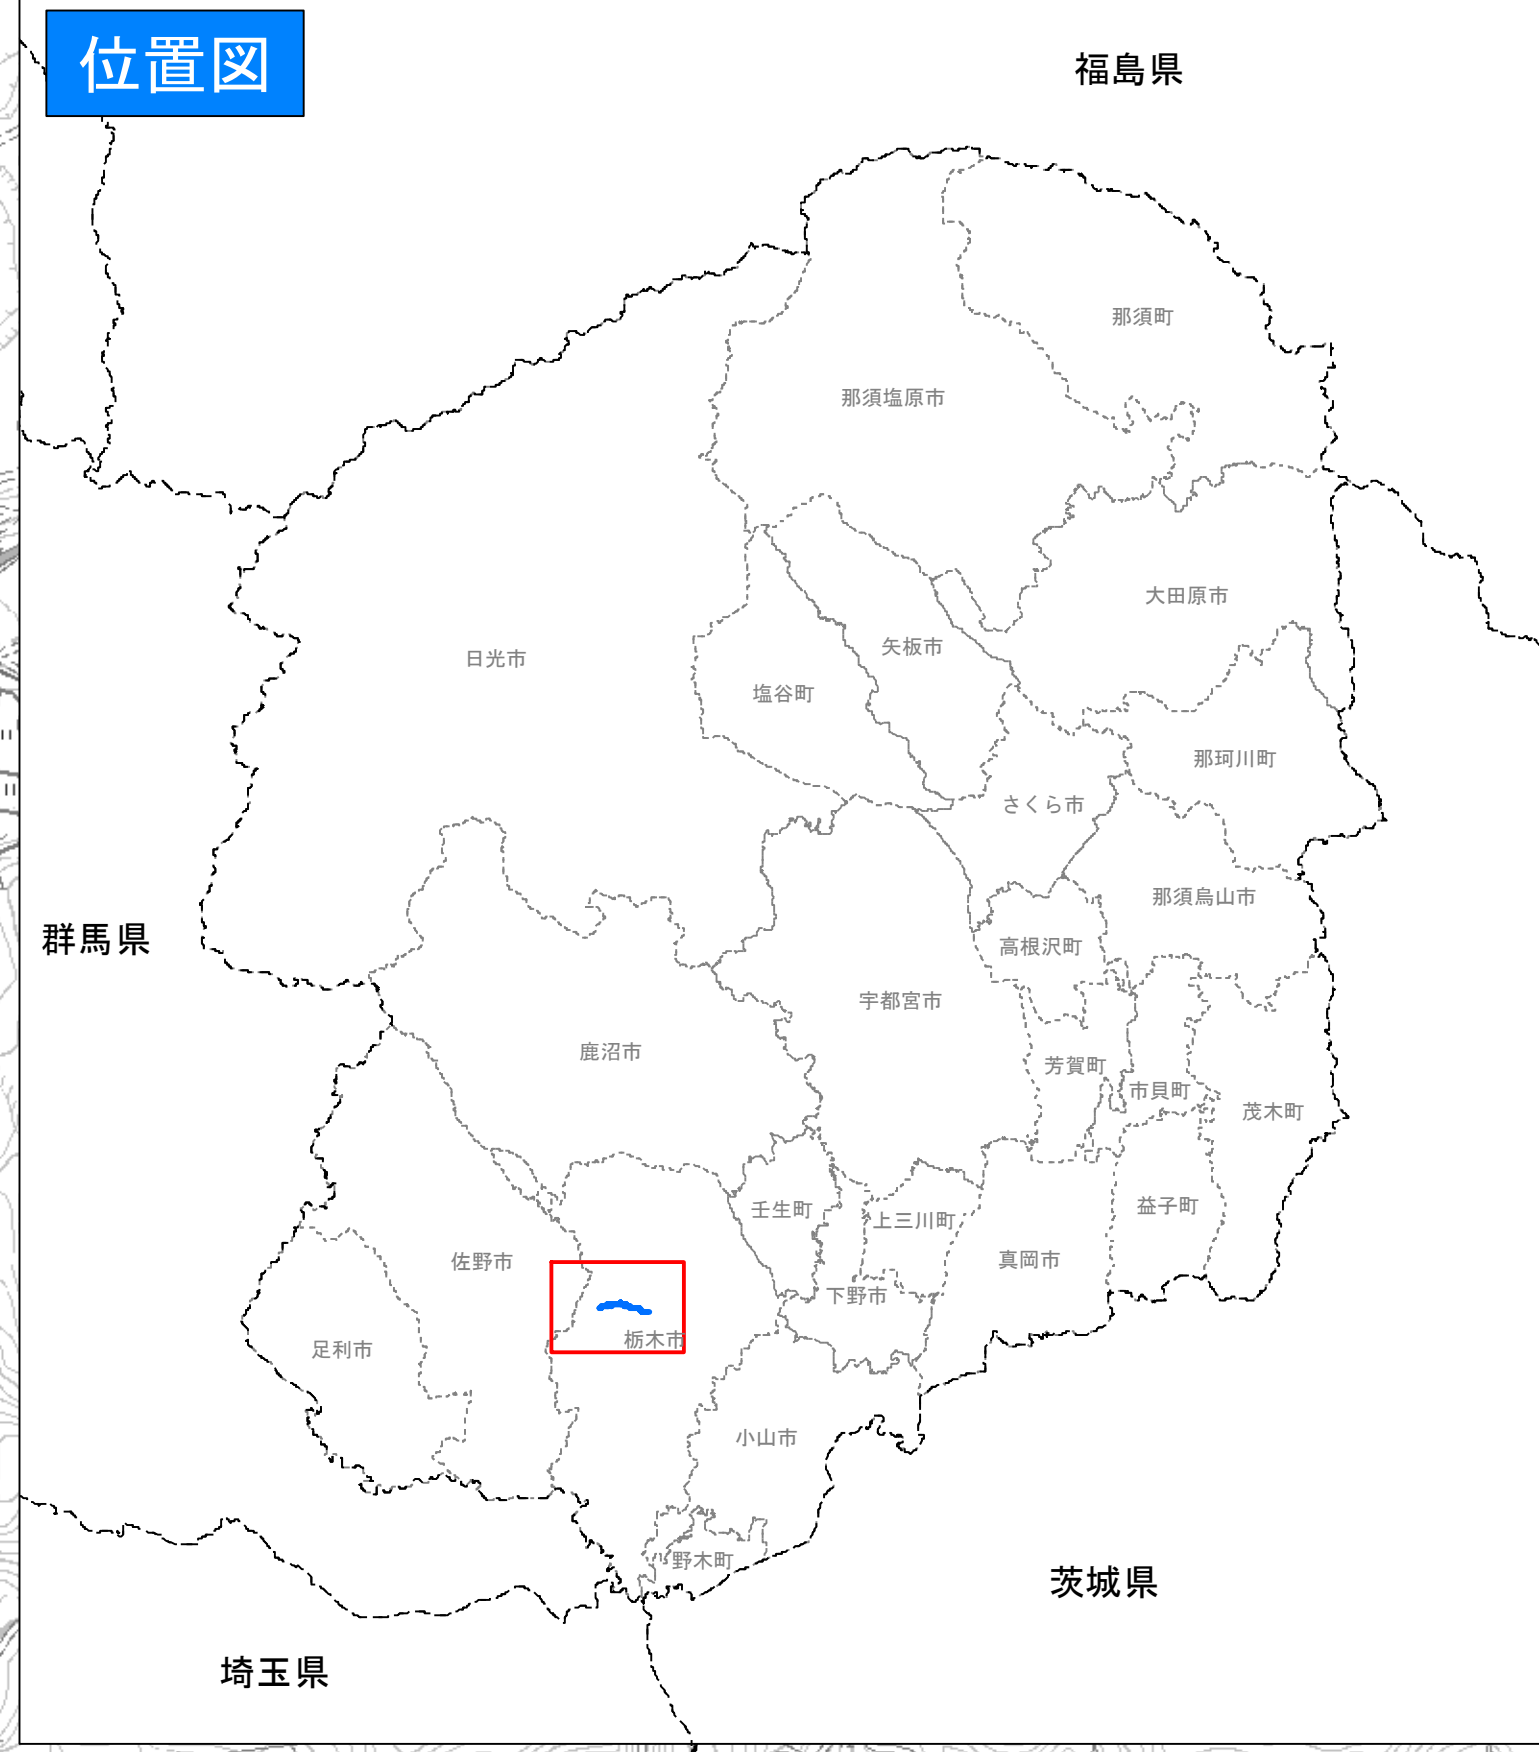 位置図
福島県
那須町
那須塩原市
大田原市
矢板市
日光市
塩谷町
那珂川町
さくら市
那須烏山市
群馬県
高根沢町
宇都宮市
鹿沼市
芳賀町
市貝町
茂木町
益子町
壬生町
上三川町
佐野市
真岡市
下野市
栃木市
足利市
小山市
野木町
茨城県
埼玉県